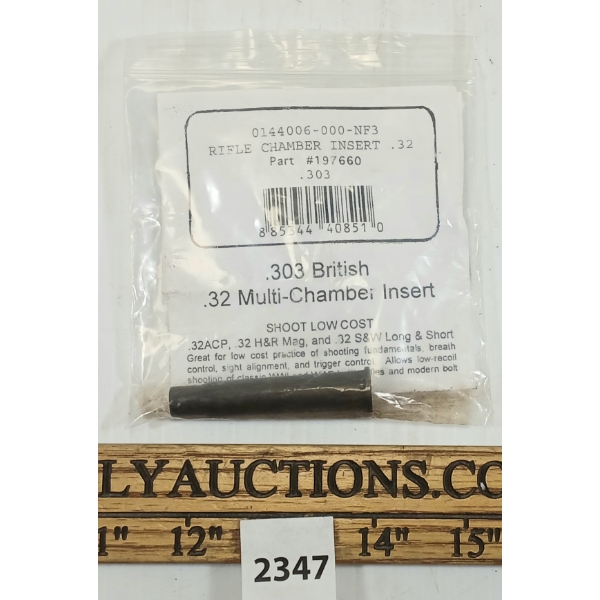 0144006-000-NF3
RIFLE CHAMBER INSERT .32
Part #197660
.303
8 85344 40851 0
.303 British
.32 Multi-Chamber Insert
SHOOT LOW COST
.32ACP, .32 H&R Mag, and .32 S&W Long & Short
Great for low cost practice of shooting fundamentals, breath
control, sight alignment, and trigger control. Allows low-recoil
shooting of classic and modern bolt
LYAUCTIONS.CO
1" 12" 14" 15"
2347